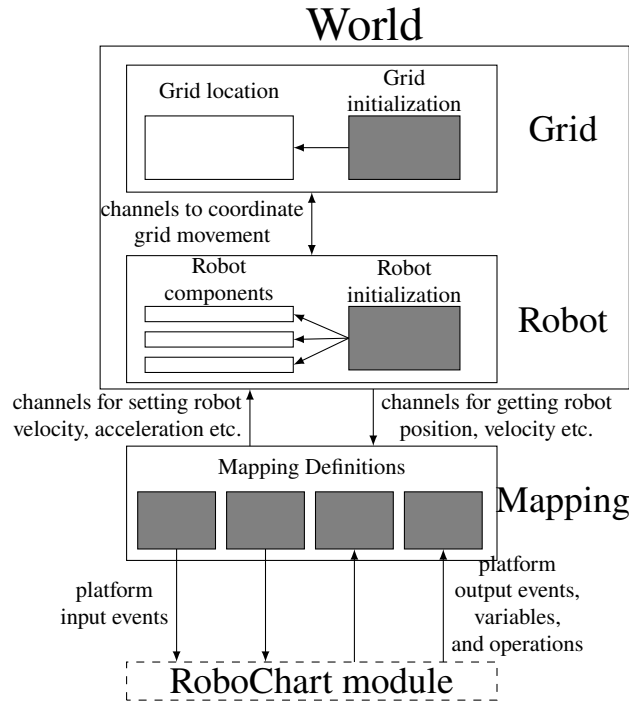 World
Grid location
Grid
initialization
Grid
channels to coordinate
grid movement
Robot
components
Robot
initialization
Robot
channels for setting robot
velocity, acceleration etc.
channels for getting robot
position, velocity etc.
Mapping Definitions
Mapping
platform
input events
platform
output events,
variables,
and operations
RoboChart module